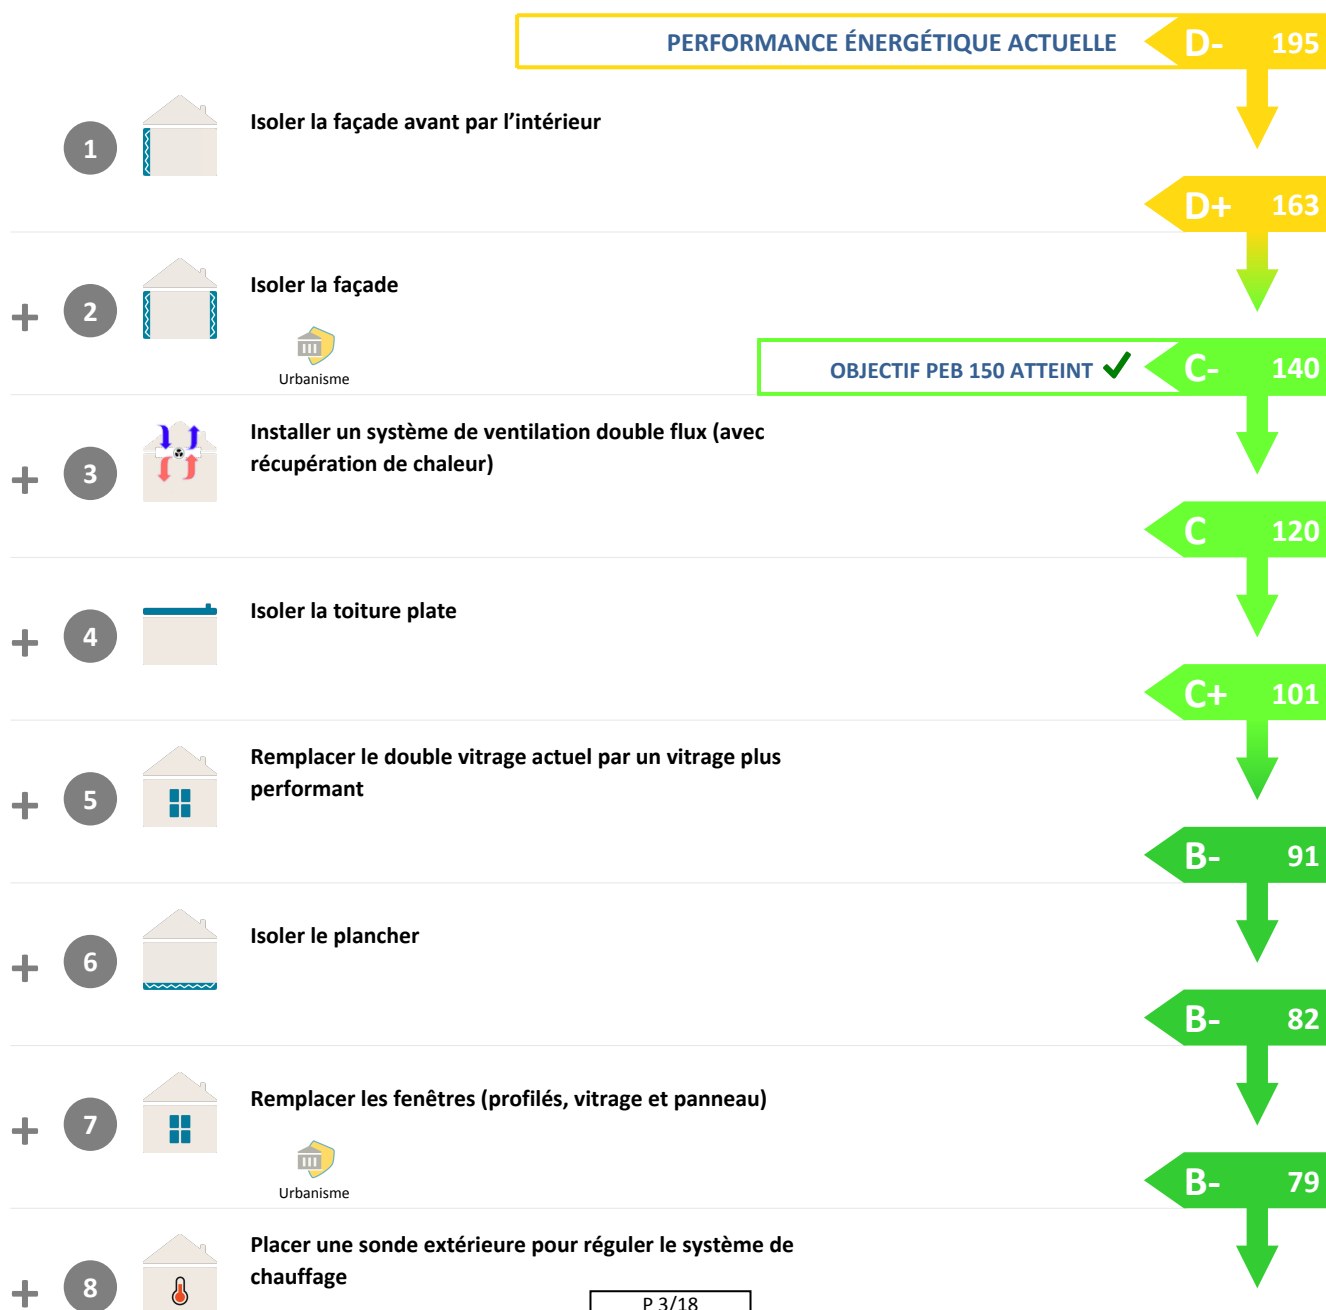 PERFORMANCE ÉNERGÉTIQUE ACTUELLE D- 195
1 Isoler la façade avant par l'intérieur
D+ 163
+ 2 Isoler la façade
Urbanisme
OBJECTIF PEB 150 ATTEINT C- 140
+ 3 Installer un système de ventilation double flux (avec
récupération de chaleur)
C 120
+ 4 Isoler la toiture plate
C+ 101
+ 5 Remplacer le double vitrage actuel par un vitrage plus
performant
B- 91
+ 6 Isoler le plancher
B- 82
+ 7 Remplacer les fenêtres (profilés, vitrage et panneau)
Urbanisme
B- 79
+ 8 Placer une sonde extérieure pour réguler le système de
chauffage
P 3/18